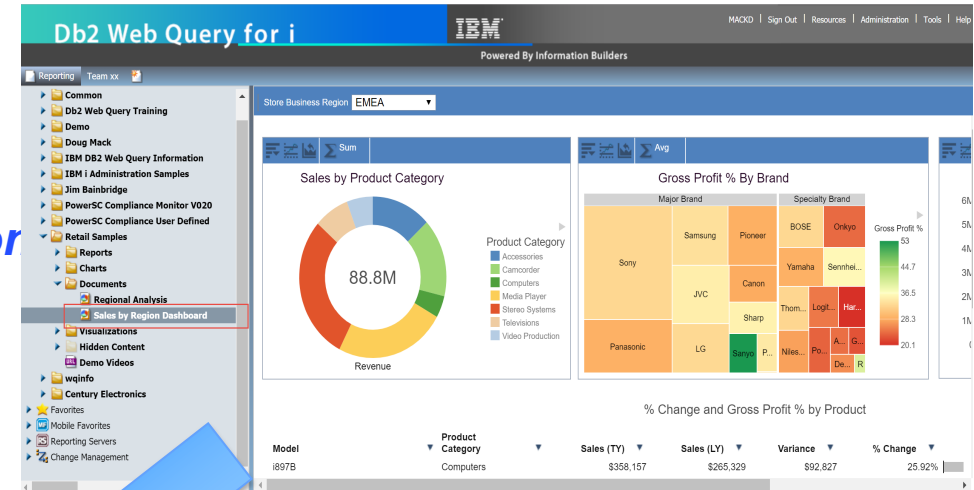 Db2 Web Query for i
IBM
MACKD | Sign Out | Resources | Administration | Tools | Help
Powered By Information Builders
Reporting Team xx
Common
Db2 Web Query Training
Demo
Doug Mack
IBM DB2 Web Query Information
IBM i Administration Samples
Jim Bainbridge
PowerSC Compliance Monitor V020
PowerSC Compliance User Defined
Retail Samples
Reports
Charts
Documents
Regional Analysis
Sales by Region Dashboard
Visualizations
Hidden Content
Demo Videos
wqinfo
Century Electronics
Favorites
Mobile Favorites
Reporting Servers
Change Management
Store Business Region EMEA
Sum
Sales by Product Category
88.8M
Revenue
Product Category
Accessories
Camcorder
Computers
Media Player
Stereo Systems
Televisions
Video Production
Avg
Gross Profit % By Brand
Major Brand Specialty Brand
Sony
Samsung
Pioneer
BOSE
Onkyo
Yamaha
Sennhei...
Canon
JVC
Sharp
Thom...
Logit...
Har...
Panasonic
LG
Sanyo
P...
Niles...
Po...
A...
G...
De...
R
Gross Profit %
53
44.7
36.5
28.3
20.1
5M
4M
3M
2M
1M
% Change and Gross Profit % by Product
Model
Product Category
Sales (TY)
Sales (LY)
Variance
% Change
i897B Computers $358,157 $265,329 $92,827 25.92%